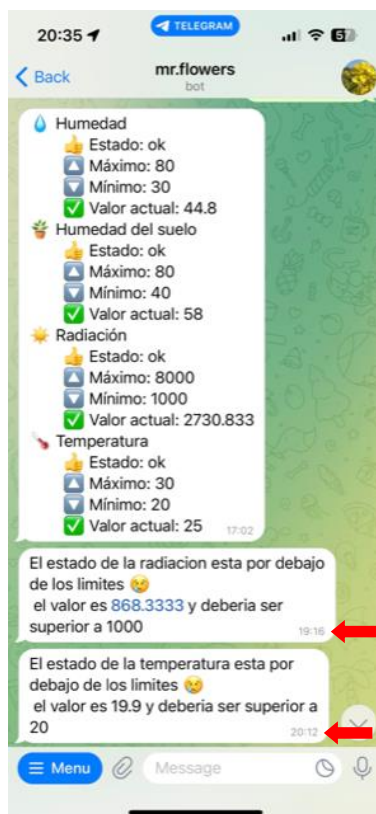 20:35
TELEGRAM
57
Back
mr.flowers
bot
💧 Humedad
👍 Estado: ok
🔼 Máximo: 80
🔽 Mínimo: 30
✅ Valor actual: 44.8
🪴 Humedad del suelo
👍 Estado: ok
🔼 Máximo: 80
🔽 Mínimo: 40
✅ Valor actual: 58
☀️ Radiación
👍 Estado: ok
🔼 Máximo: 8000
🔽 Mínimo: 1000
✅ Valor actual: 2730.833
🌡️ Temperatura
👍 Estado: ok
🔼 Máximo: 30
🔽 Mínimo: 20
✅ Valor actual: 25 17:02
El estado de la radiacion esta por debajo
de los limites 😢
el valor es 868.3333 y deberia ser
superior a 1000 19:16
El estado de la temperatura esta por
debajo de los limites 😢
el valor es 19.9 y deberia ser superior a
20 20:12
Menu Message